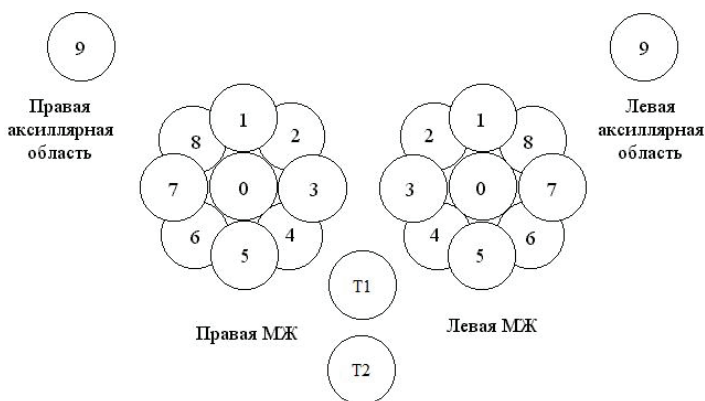 9
9
Правая
аксиллярная
область
Левая
аксиллярная
область
1
8 2
7 0 3
6 4
5
1
2 8
3 0 7
4 6
5
T1
Правая МЖ
Левая МЖ
T2